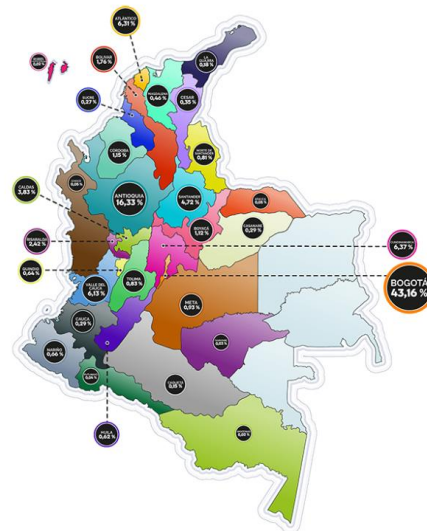 ATLÁNTICO
6,31 %
BOLÍVAR
1,76 %
LA
GUAJIRA
0,18 %
MAGDALENA
0,46 %
CESAR
0,35 %
SUCRE
0,27 %
CÓRDOBA
1,15 %
NORTE DE
SANTANDER
0,81 %
CALDAS
3,83 %
ANTIOQUIA
16,33 %
SANTANDER
4,72 %
RISARALDA
2,42 %
BOYACÁ
1,12 %
CASANARE
0,29 %
CUNDINAMARCA
6,37 %
QUINDÍO
0,64 %
VALLE DEL
CAUCA
6,13 %
TOLIMA
0,83 %
META
0,93 %
BOGOTÁ
43,16 %
CAUCA
0,29 %
NARIÑO
0,66 %
CAQUETÁ
0,15 %
HUILA
0,62 %